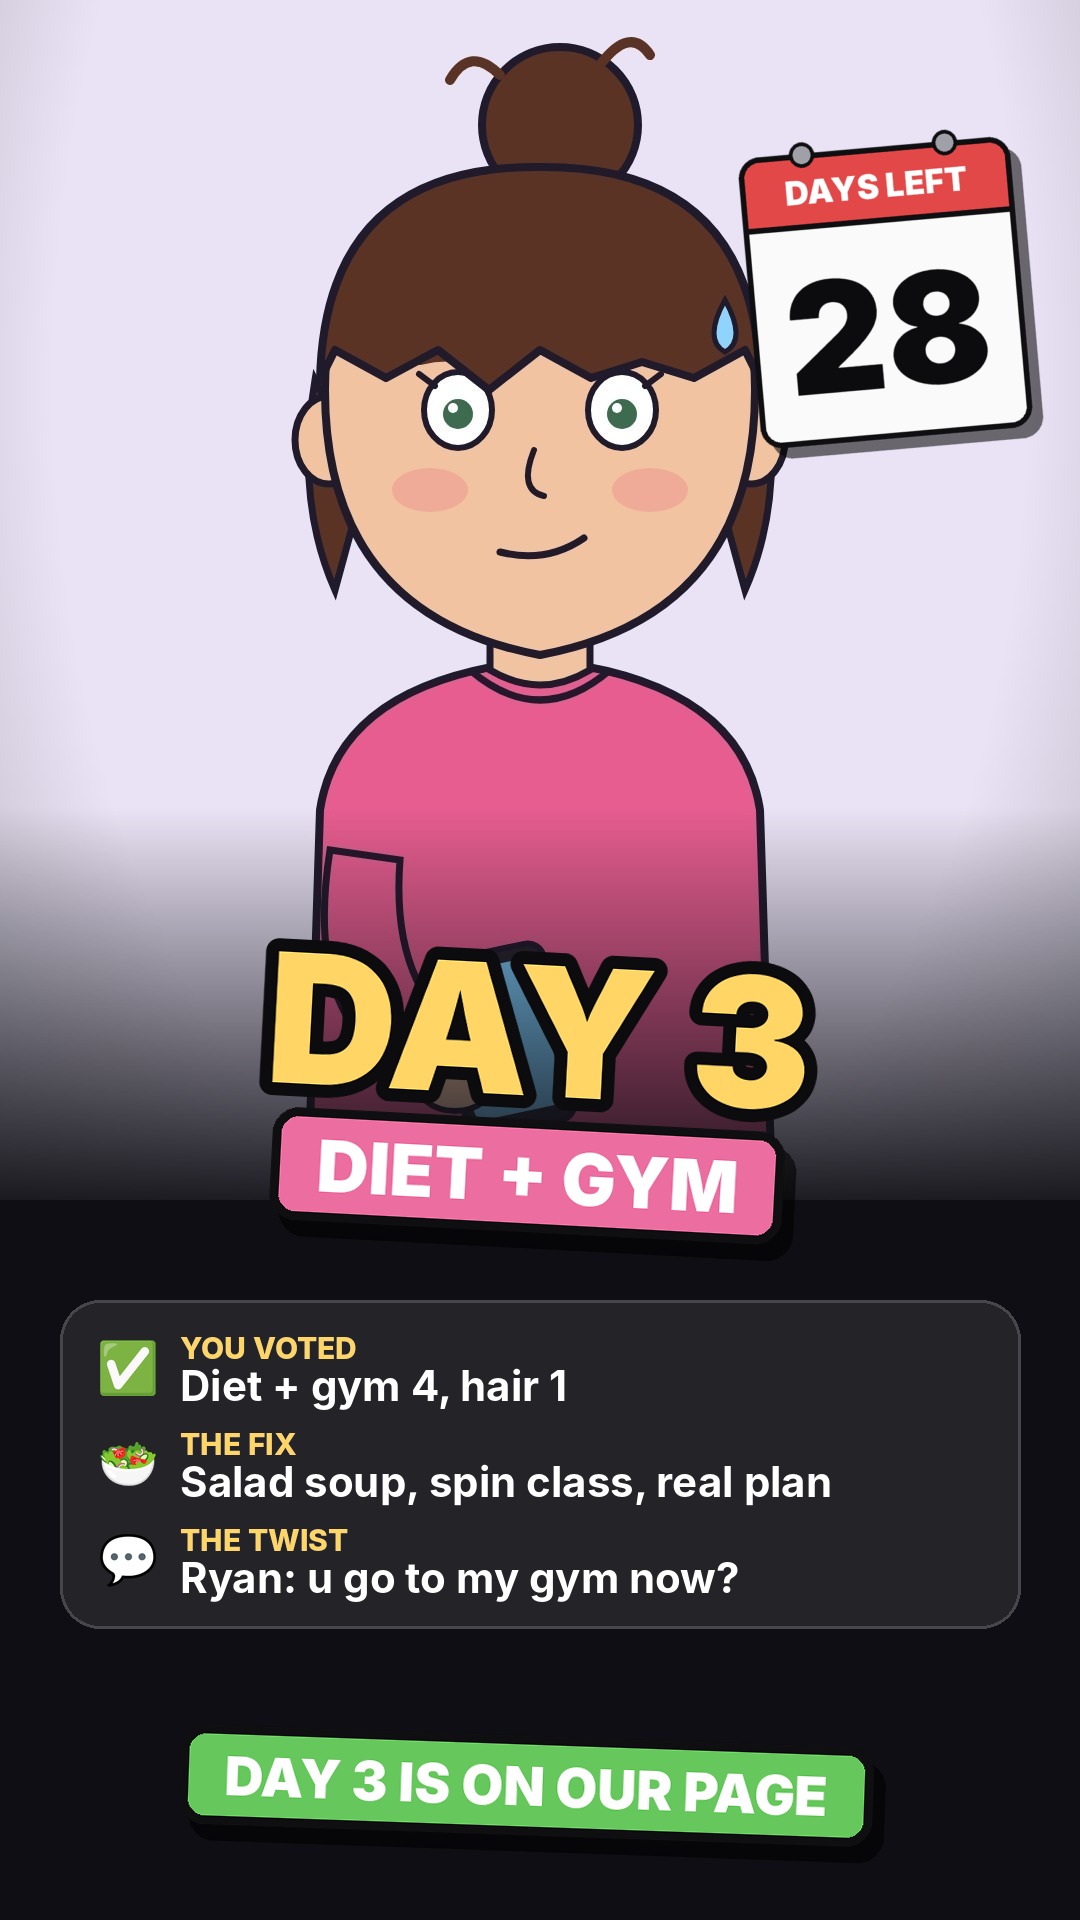 DAYS LEFT
28
DAY 3
DIET + GYM
YOU VOTED
Diet + gym 4, hair 1
THE FIX
Salad soup, spin class, real plan
THE TWIST
Ryan: u go to my gym now?
DAY 3 IS ON OUR PAGE